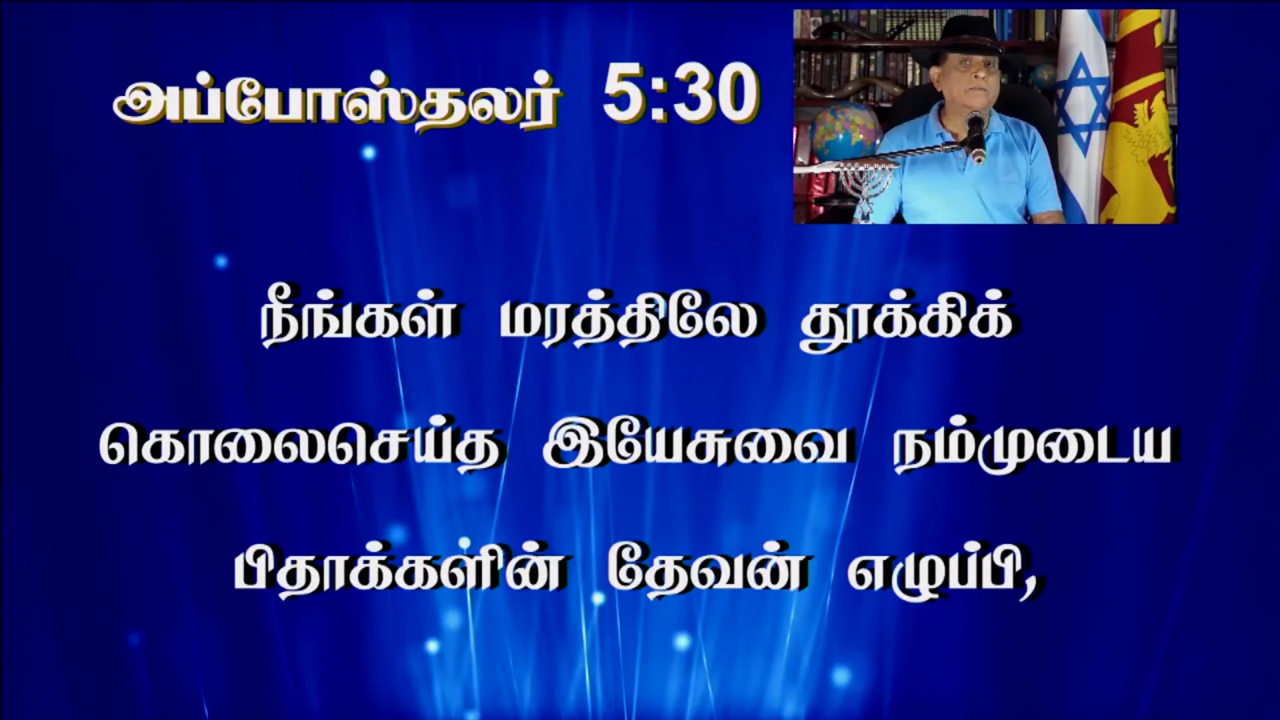 அப்போஸ்தலர் 5:30
நீங்கள் மரத்திலே தூக்கிக்
கொலைசெய்த இயேசுவை நம்முடைய
பிதாக்களின் தேவன் எழுப்பி,